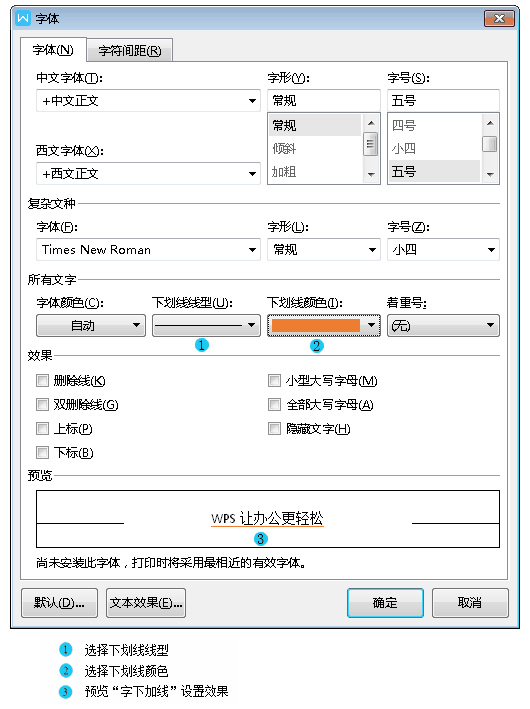 字体
字体(N) 字符间距(R)
中文字体(T): 字形(Y): 字号(S):
+中文正文 常规 五号
常规 四号
倾斜 小四
西文字体(X):
+西文正文 加粗 五号
复杂文种
字体(F): 字形(L): 字号(Z):
Times New Roman 常规 小四
所有文字
字体颜色(C): 下划线线型(U): 下划线颜色(I): 着重号:
自动 (无)
1 2
效果
删除线(K) 小型大写字母(M)
双删除线(G) 全部大写字母(A)
上标(P) 隐藏文字(H)
下标(B)
预览
WPS 让办公更轻松
3
尚未安装此字体，打印时将采用最相近的有效字体。
默认(D)... 文本效果(E)... 确定 取消
1 选择下划线线型
2 选择下划线颜色
3 预览“字下加线”设置效果